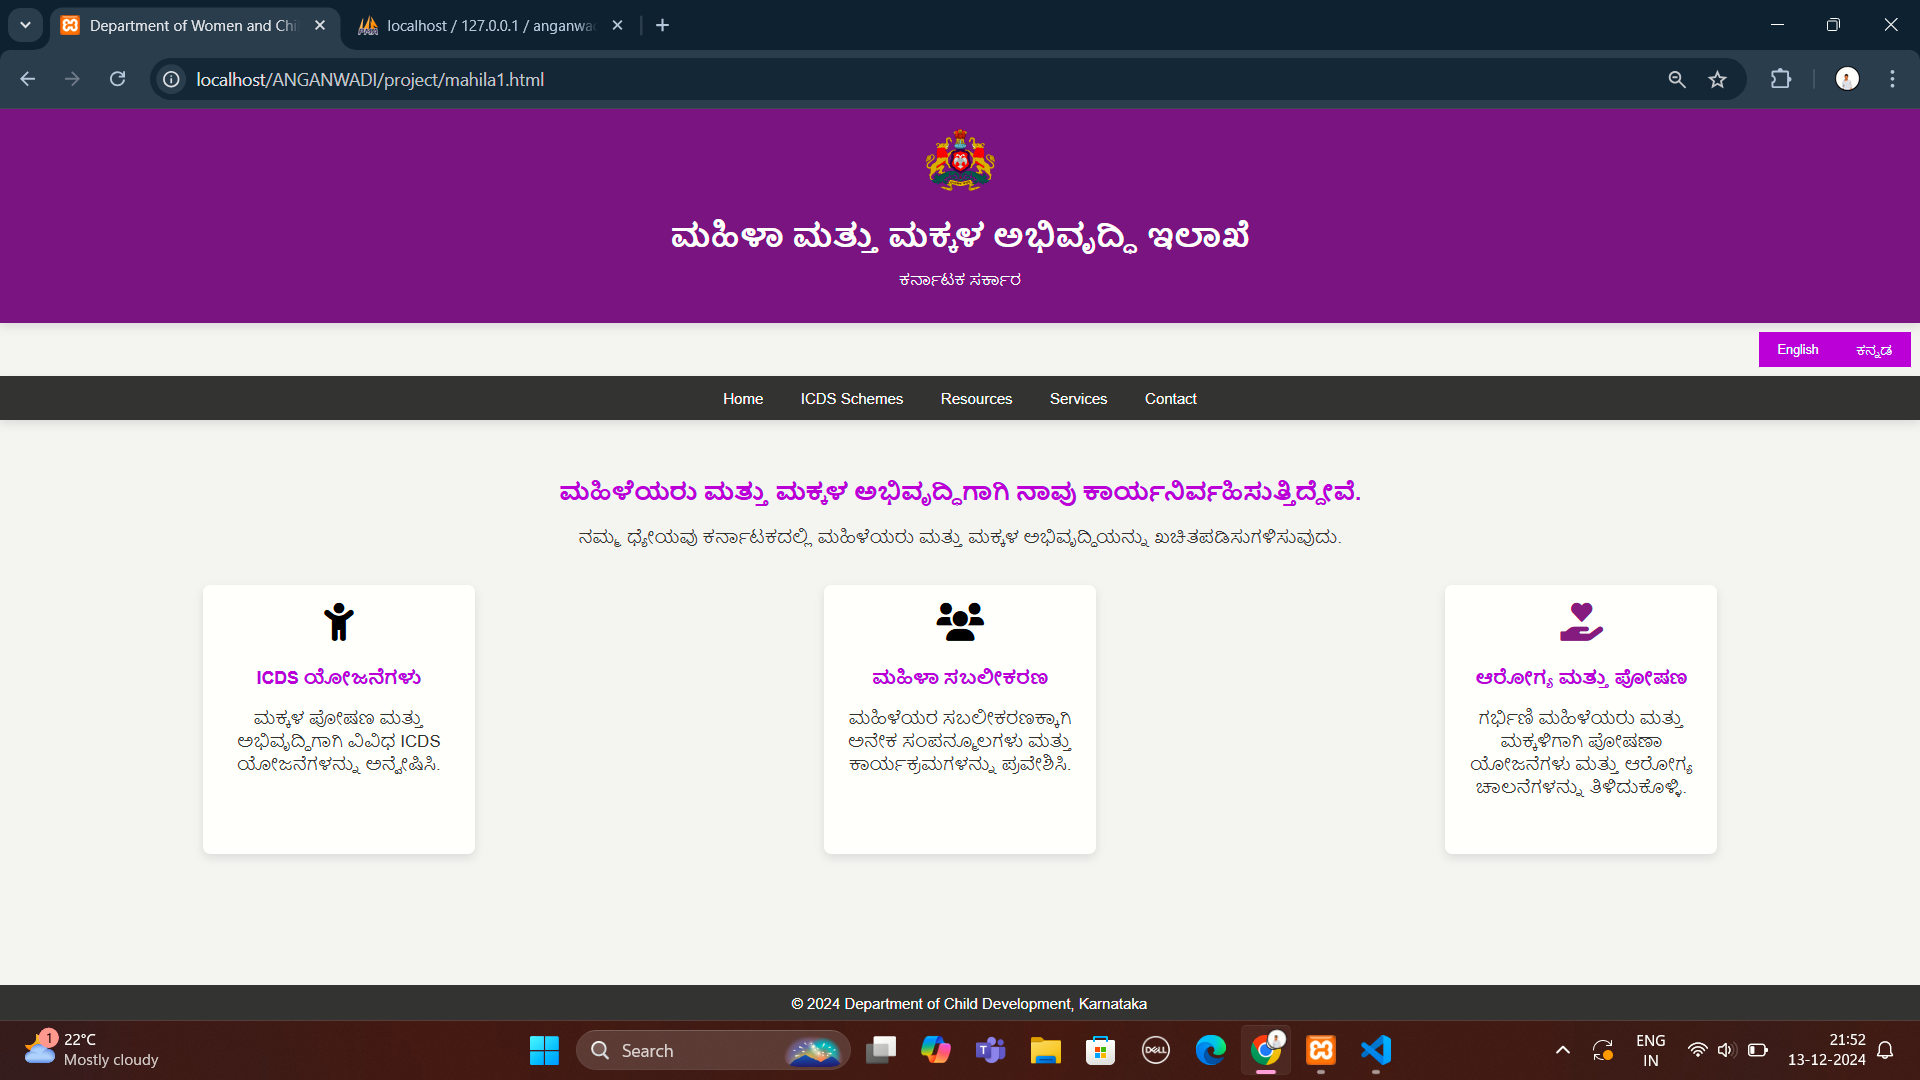 Department of Women and Chi
localhost / 127.0.0.1 / anganwa
localhost/ANGANWADI/project/mahila1.html
ಮಹಿಳಾ ಮತ್ತು ಮಕ್ಕಳ ಅಭಿವೃದ್ಧಿ ಇಲಾಖೆ
ಕರ್ನಾಟಕ ಸರ್ಕಾರ
English ಕನ್ನಡ
Home ICDS Schemes Resources Services Contact
ಮಹಿಳೆಯರು ಮತ್ತು ಮಕ್ಕಳ ಅಭಿವೃದ್ಧಿಗಾಗಿ ನಾವು ಕಾರ್ಯನಿರ್ವಹಿಸುತ್ತಿದ್ದೇವೆ.
ನಮ್ಮ ಧ್ಯೇಯವು ಕರ್ನಾಟಕದಲ್ಲಿ ಮಹಿಳೆಯರು ಮತ್ತು ಮಕ್ಕಳ ಅಭಿವೃದ್ಧಿಯನ್ನು ಖಚಿತಪಡಿಸುಗಳಿಸುವುದು.
ICDS ಯೋಜನೆಗಳು
ಮಕ್ಕಳ ಪೋಷಣ ಮತ್ತು
ಅಭಿವೃದ್ಧಿಗಾಗಿ ವಿವಿಧ ICDS
ಯೋಜನೆಗಳನ್ನು ಅನ್ವೇಷಿಸಿ.
ಮಹಿಳಾ ಸಬಲೀಕರಣ
ಮಹಿಳೆಯರ ಸಬಲೀಕರಣಕ್ಕಾಗಿ
ಅನೇಕ ಸಂಪನ್ಮೂಲಗಳು ಮತ್ತು
ಕಾರ್ಯಕ್ರಮಗಳನ್ನು ಪ್ರವೇಶಿಸಿ.
ಆರೋಗ್ಯ ಮತ್ತು ಪೋಷಣ
ಗರ್ಭಿಣಿ ಮಹಿಳೆಯರು ಮತ್ತು
ಮಕ್ಕಳಿಗಾಗಿ ಪೋಷಣಾ
ಯೋಜನೆಗಳು ಮತ್ತು ಆರೋಗ್ಯ
ಚಾಲನೆಗಳನ್ನು ತಿಳಿದುಕೊಳ್ಳಿ.
© 2024 Department of Child Development, Karnataka
1
22°C
Mostly cloudy
Search
DELL
ENG
IN
21:52
13-12-2024